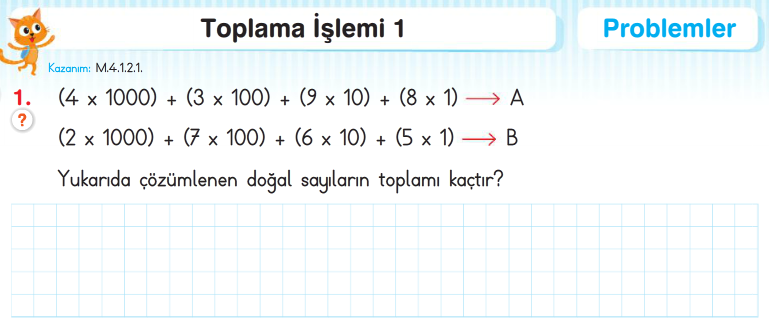 Toplama İşlemi 1
Problemler
Kazanım: M.4.1.2.1.
1. (4 x 1000) + (3 x 100) + (9 x 10) + (8 x 1) → A
? (2 x 1000) + (7 x 100) + (6 x 10) + (5 x 1) → B
Yukarıda çözümlenen doğal sayıların toplamı kaçtır?